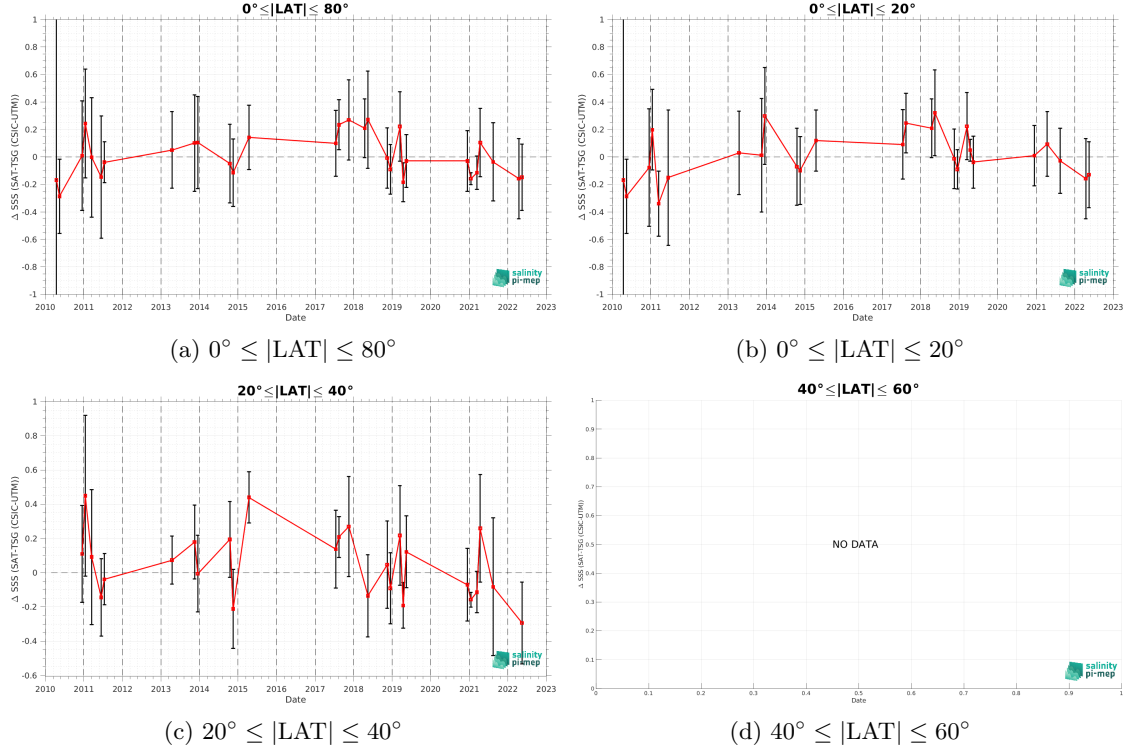 0°≤|LAT|≤ 80°
Δ SSS (SAT-TSG (CSIC-UTM))
1
0.8
0.6
0.4
0.2
0
-0.2
-0.4
-0.6
-0.8
-1
2010 2011 2012 2013 2014 2015 2016 2017 2018 2019 2020 2021 2022 2023
Date
salinity
pi-mep
(a) 0° ≤ |LAT| ≤ 80°
0°≤|LAT|≤ 20°
Δ SSS (SAT-TSG (CSIC-UTM))
1
0.8
0.6
0.4
0.2
0
-0.2
-0.4
-0.6
-0.8
-1
2010 2011 2012 2013 2014 2015 2016 2017 2018 2019 2020 2021 2022 2023
Date
salinity
pi-mep
(b) 0° ≤ |LAT| ≤ 20°
20°≤|LAT|≤ 40°
Δ SSS (SAT-TSG (CSIC-UTM))
1
0.8
0.6
0.4
0.2
0
-0.2
-0.4
-0.6
2010 2011 2012 2013 2014 2015 2016 2017 2018 2019 2020 2021 2022 2023
Date
salinity
pi-mep
(c) 20° ≤ |LAT| ≤ 40°
40°≤|LAT|≤ 60°
Δ SSS (SAT-TSG (CSIC-UTM))
1
0.9
0.8
0.7
0.6
0.5
0.4
0.3
0.2
0.1
0
NO DATA
0 0.1 0.2 0.3 0.4 0.5 0.6 0.7 0.8 0.9 1
Date
salinity
pi-mep
(d) 40° ≤ |LAT| ≤ 60°